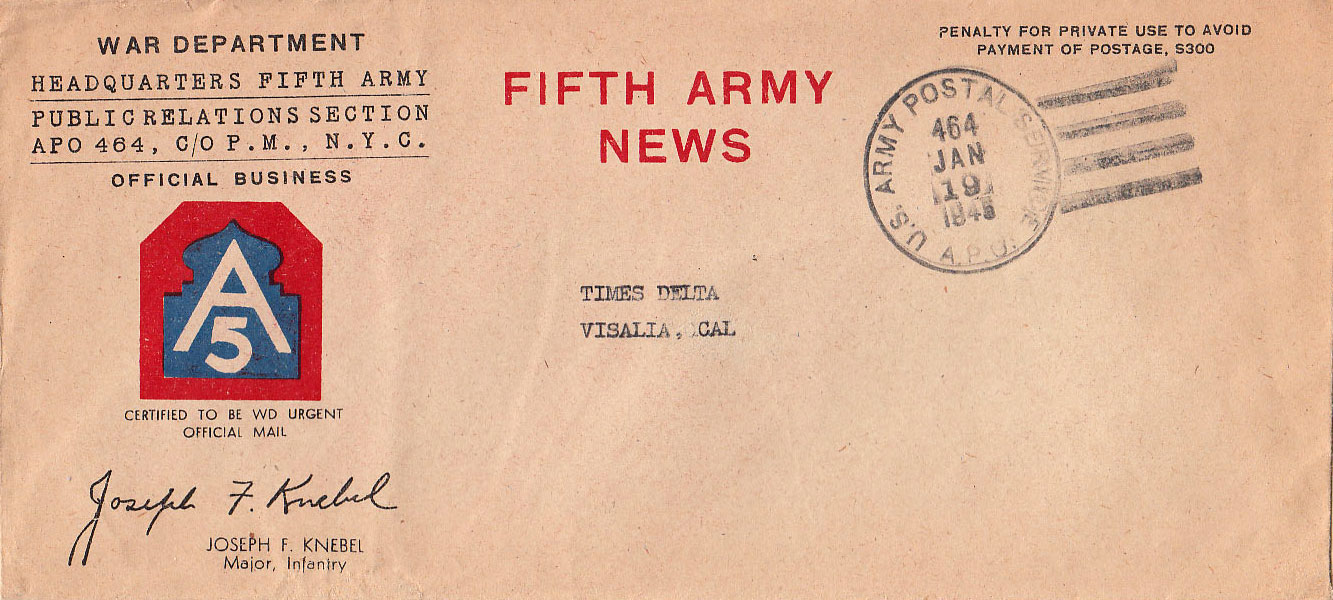 WAR DEPARTMENT
HEADQUARTERS FIFTH ARMY
PUBLIC RELATIONS SECTION
APO 464, C/O P.M., N.Y.C.
OFFICIAL BUSINESS
A
5
CERTIFIED TO BE WD URGENT
OFFICIAL MAIL
Joseph F. Knebel
JOSEPH F. KNEBEL
Major, Infantry
FIFTH ARMY
NEWS
PENALTY FOR PRIVATE USE TO AVOID
PAYMENT OF POSTAGE, $300
U.S. ARMY POSTAL SERVICE
464
JAN
19
1945
A.P.O.
TIMES DELTA
VISALIA, CAL